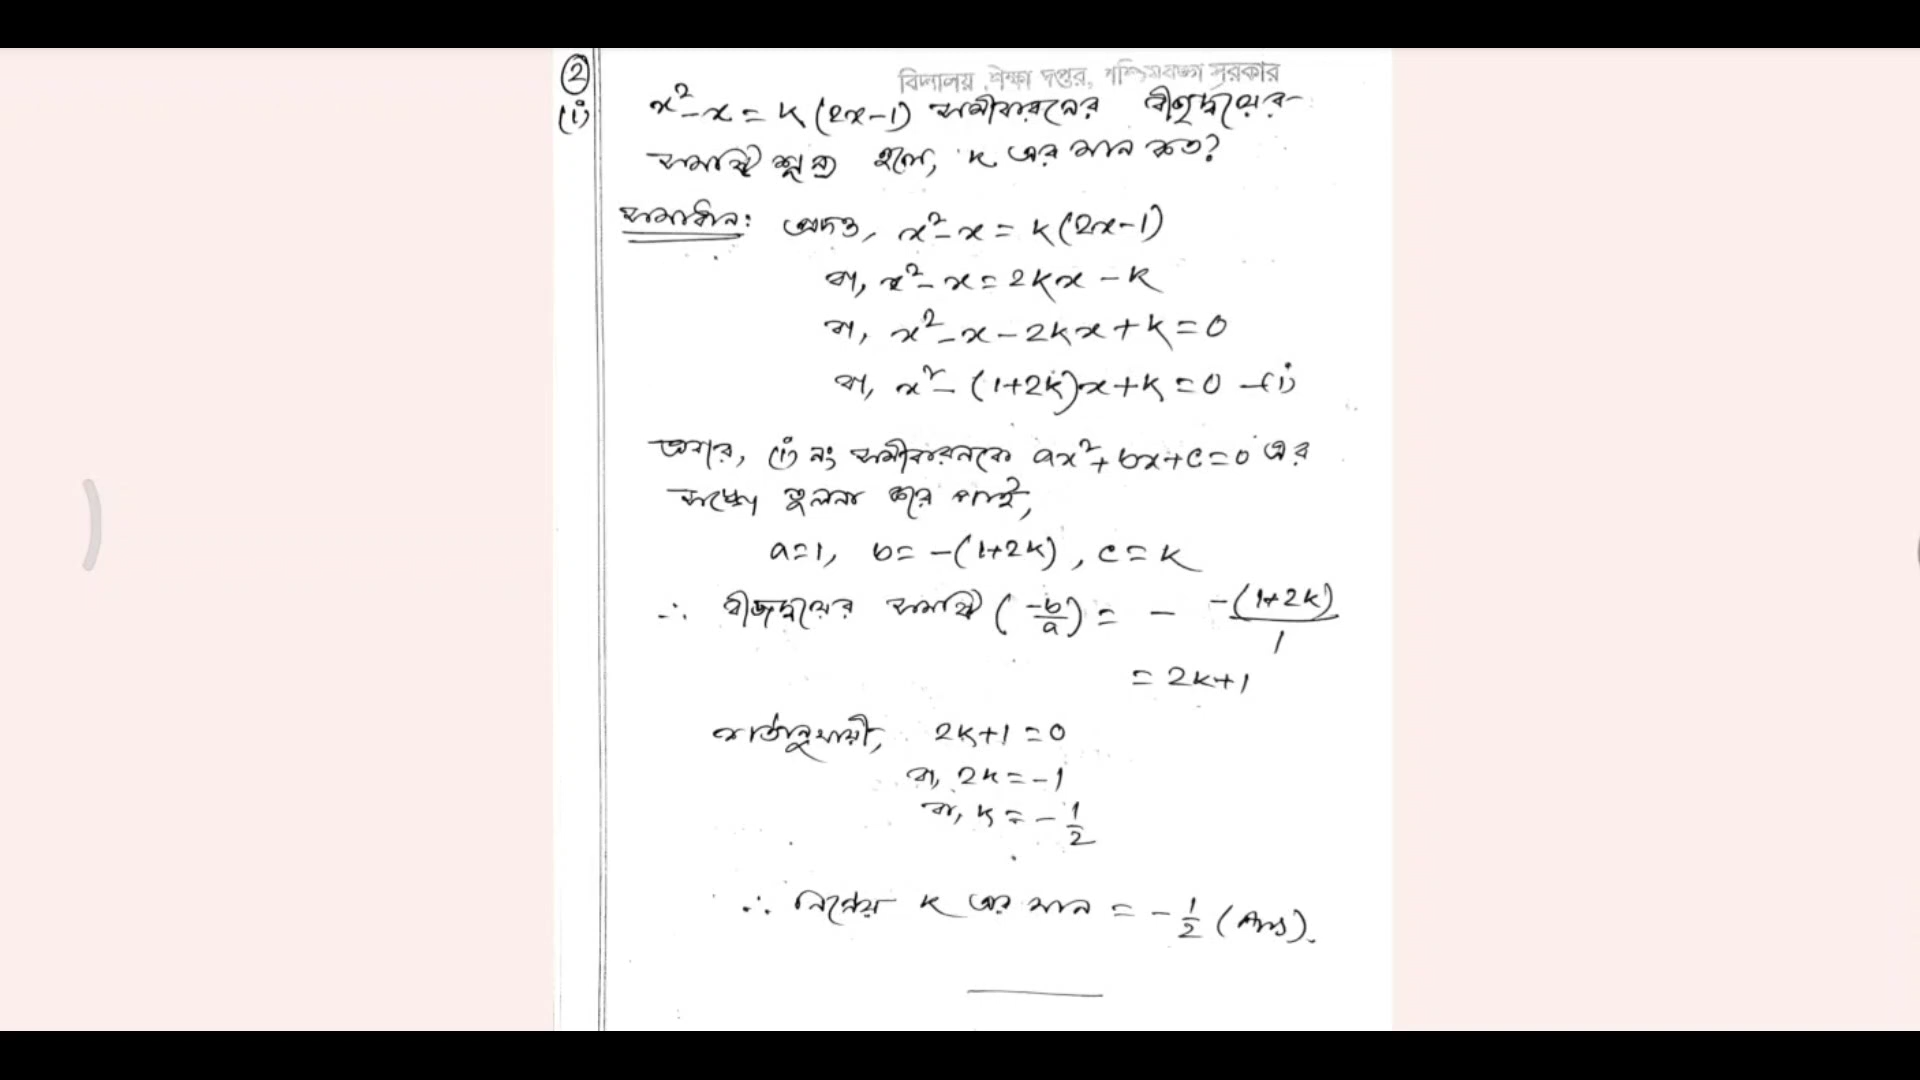 বিদ্যালয় শিক্ষা দপ্তর, পশ্চিমবঙ্গ সরকার
②
(i) x² - x = k(2x-1) সমীকরণের বীজদ্বয়ের
সমষ্টি শূন্য হলে, k এর মান কত?
সমাধান: প্রদত্ত, x² - x = k(2x-1)
বা, x² - x = 2kx - k
বা, x² - x - 2kx + k = 0
বা, x² - (1+2k)x + k = 0 —(i)
এবার, (i) নং সমীকরনকে ax² + bx + c = 0 এর
সঙ্গে তুলনা করে পাই,
a=1, b= -(1+2k), c = k
∴ বীজদ্বয়ের সমষ্টি (-b/a) = - -(1+2k)/1
= 2k+1
শর্তানুযায়ী, 2k+1 = 0
বা, 2k = -1
বা, k = -1/2
∴ নির্ণেয় k এর মান = -1/2 (Ans).